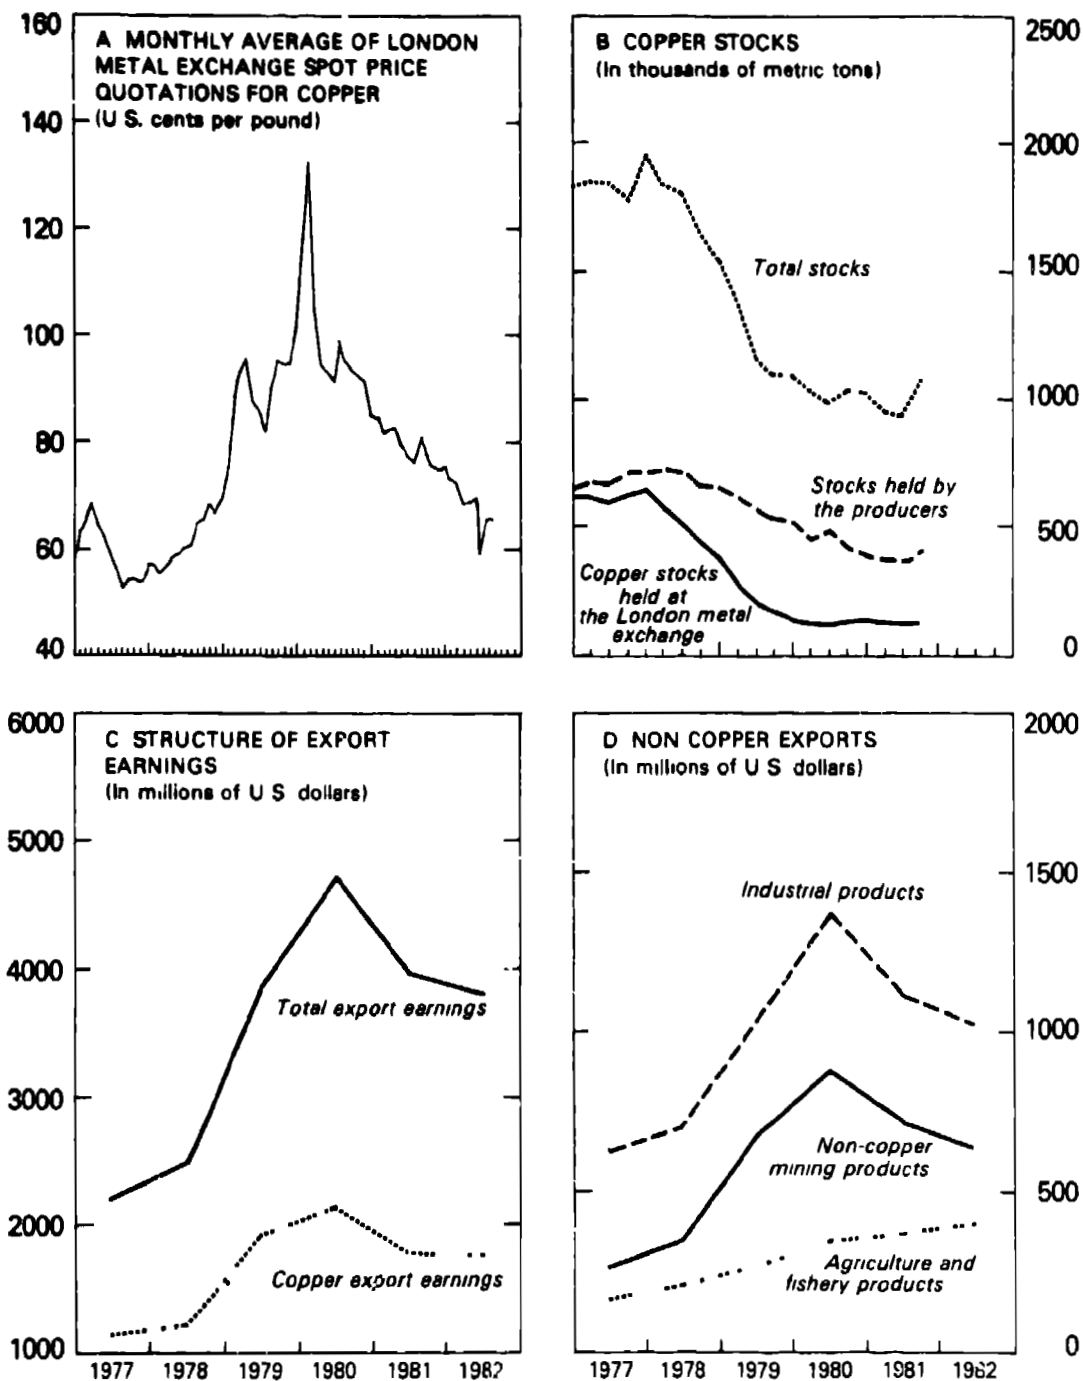 160
140
120
100
80
60
40
A MONTHLY AVERAGE OF LONDON
METAL EXCHANGE SPOT PRICE
QUOTATIONS FOR COPPER
(U S. cents per pound)
B COPPER STOCKS
(In thousands of metric tons)
2500
2000
1500
1000
500
0
Total stocks
Stocks held by
the producers
Copper stocks
held at
the London metal
exchange
6000
5000
4000
3000
2000
1000
C STRUCTURE OF EXPORT
EARNINGS
(In millions of U S dollars)
Total export earnings
Copper export earnings
1977 1978 1979 1980 1981 1982
D NON COPPER EXPORTS
(In millions of U S dollars)
2000
1500
1000
500
0
Industrial products
Non-copper
mining products
Agriculture and
fishery products
1977 1978 1979 1980 1981 1962